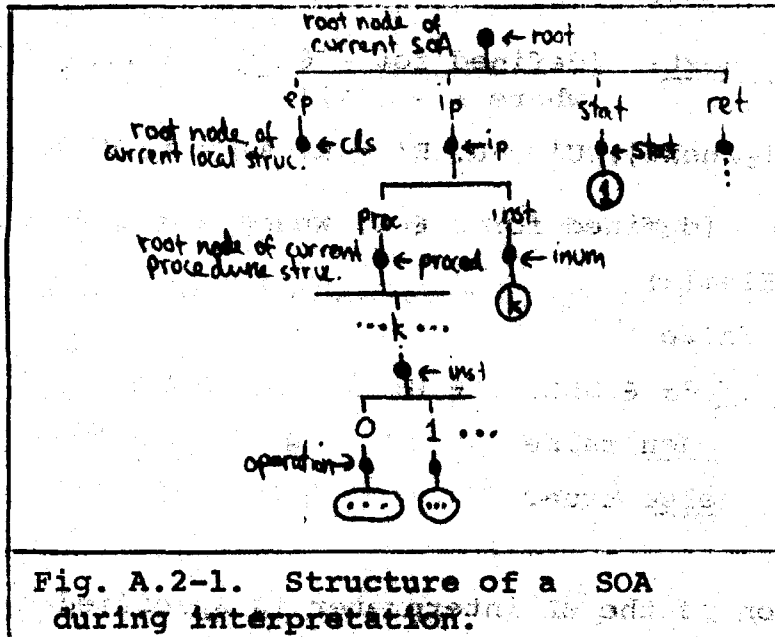 root node of
current SOA ← root
ep ip stat ret
root node of
current local struc. ← cls ← ip ← stat
1
proc inst
root node of current
procedure struc. ← proced ← inum
k
...k...
← inst
0 1 ...
operation→
... ...
Fig. A.2-1. Structure of a SOA
during interpretation.